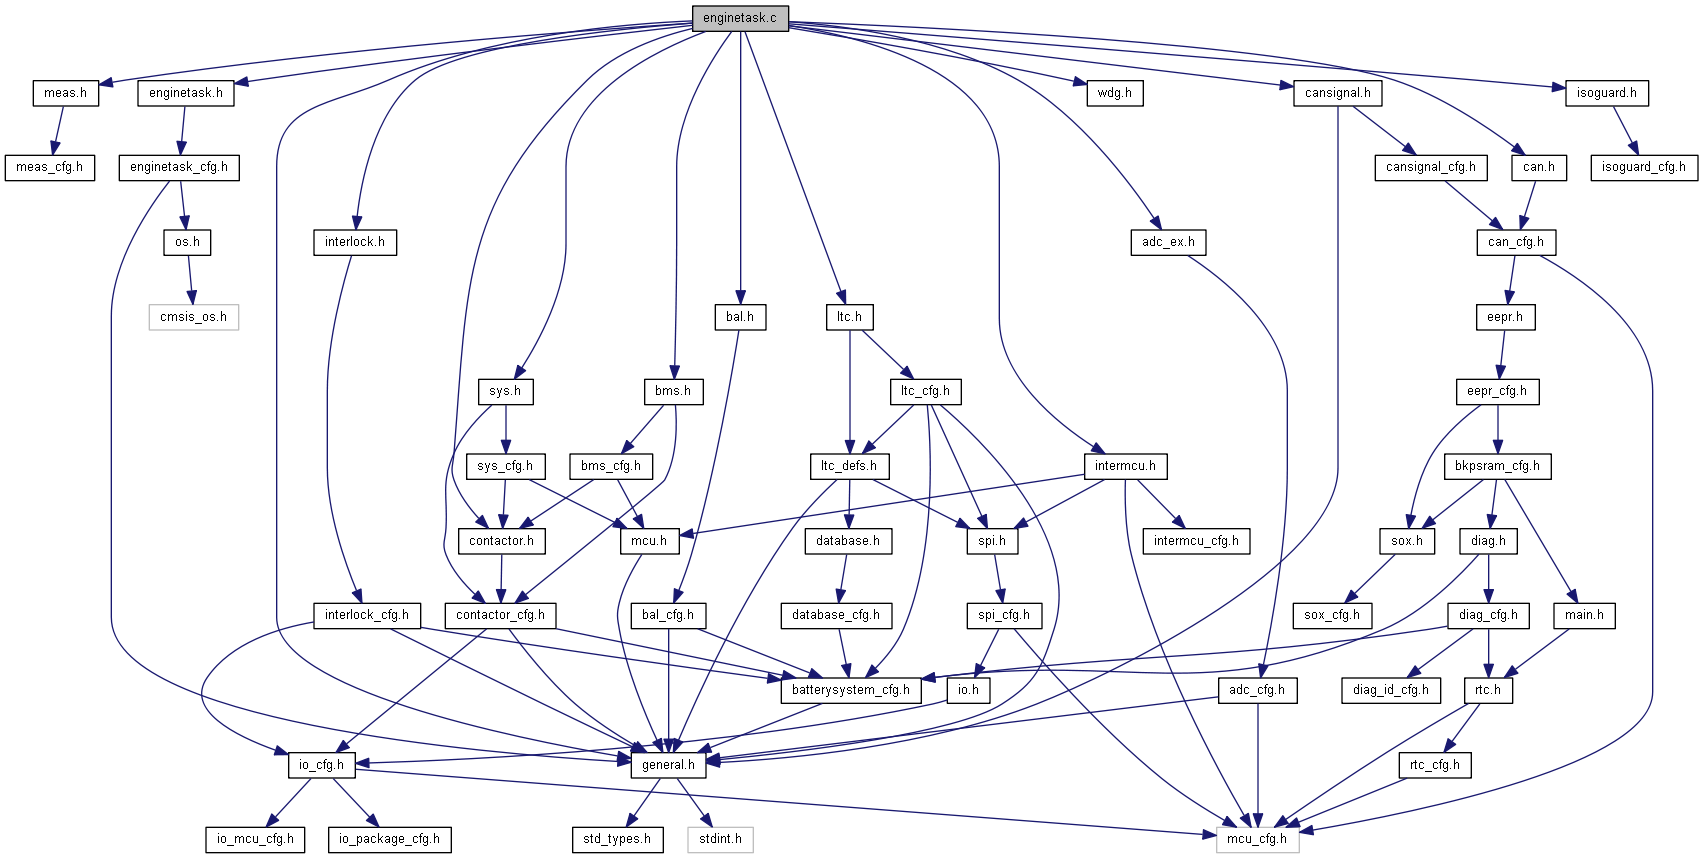 enginetask.c
meas.h
enginetask.h
wdg.h
cansignal.h
isoguard.h
meas_cfg.h
enginetask_cfg.h
cansignal_cfg.h
can.h
isoguard_cfg.h
os.h
interlock.h
adc_ex.h
can_cfg.h
cmsis_os.h
bal.h
ltc.h
eepr.h
sys.h
bms.h
ltc_cfg.h
eepr_cfg.h
sys_cfg.h
bms_cfg.h
ltc_defs.h
intermcu.h
bkpsram_cfg.h
contactor.h
mcu.h
database.h
spi.h
intermcu_cfg.h
sox.h
diag.h
interlock_cfg.h
contactor_cfg.h
bal_cfg.h
database_cfg.h
spi_cfg.h
sox_cfg.h
diag_cfg.h
main.h
batterysystem_cfg.h
io.h
adc_cfg.h
diag_id_cfg.h
rtc.h
io_cfg.h
general.h
rtc_cfg.h
io_mcu_cfg.h
io_package_cfg.h
std_types.h
stdint.h
mcu_cfg.h